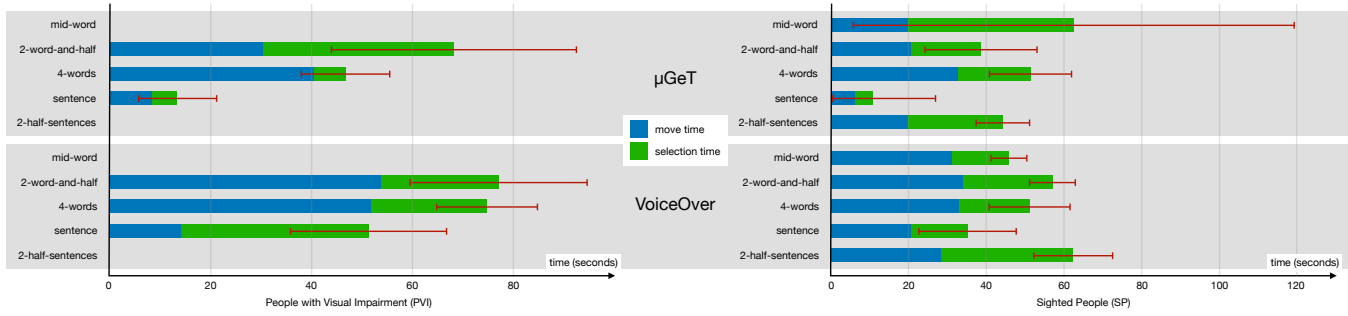 mid-word
2-word-and-half
4-words
sentence
2-half-sentences
mid-word
2-word-and-half
4-words
sentence
2-half-sentences
time (seconds)
0 20 40 60 80
People with Visual Impairment (PVI)
µGeT
move time
selection time
VoiceOver
mid-word
2-word-and-half
4-words
sentence
2-half-sentences
mid-word
2-word-and-half
4-words
sentence
2-half-sentences
time (seconds)
0 20 40 60 80 100 120
Sighted People (SP)